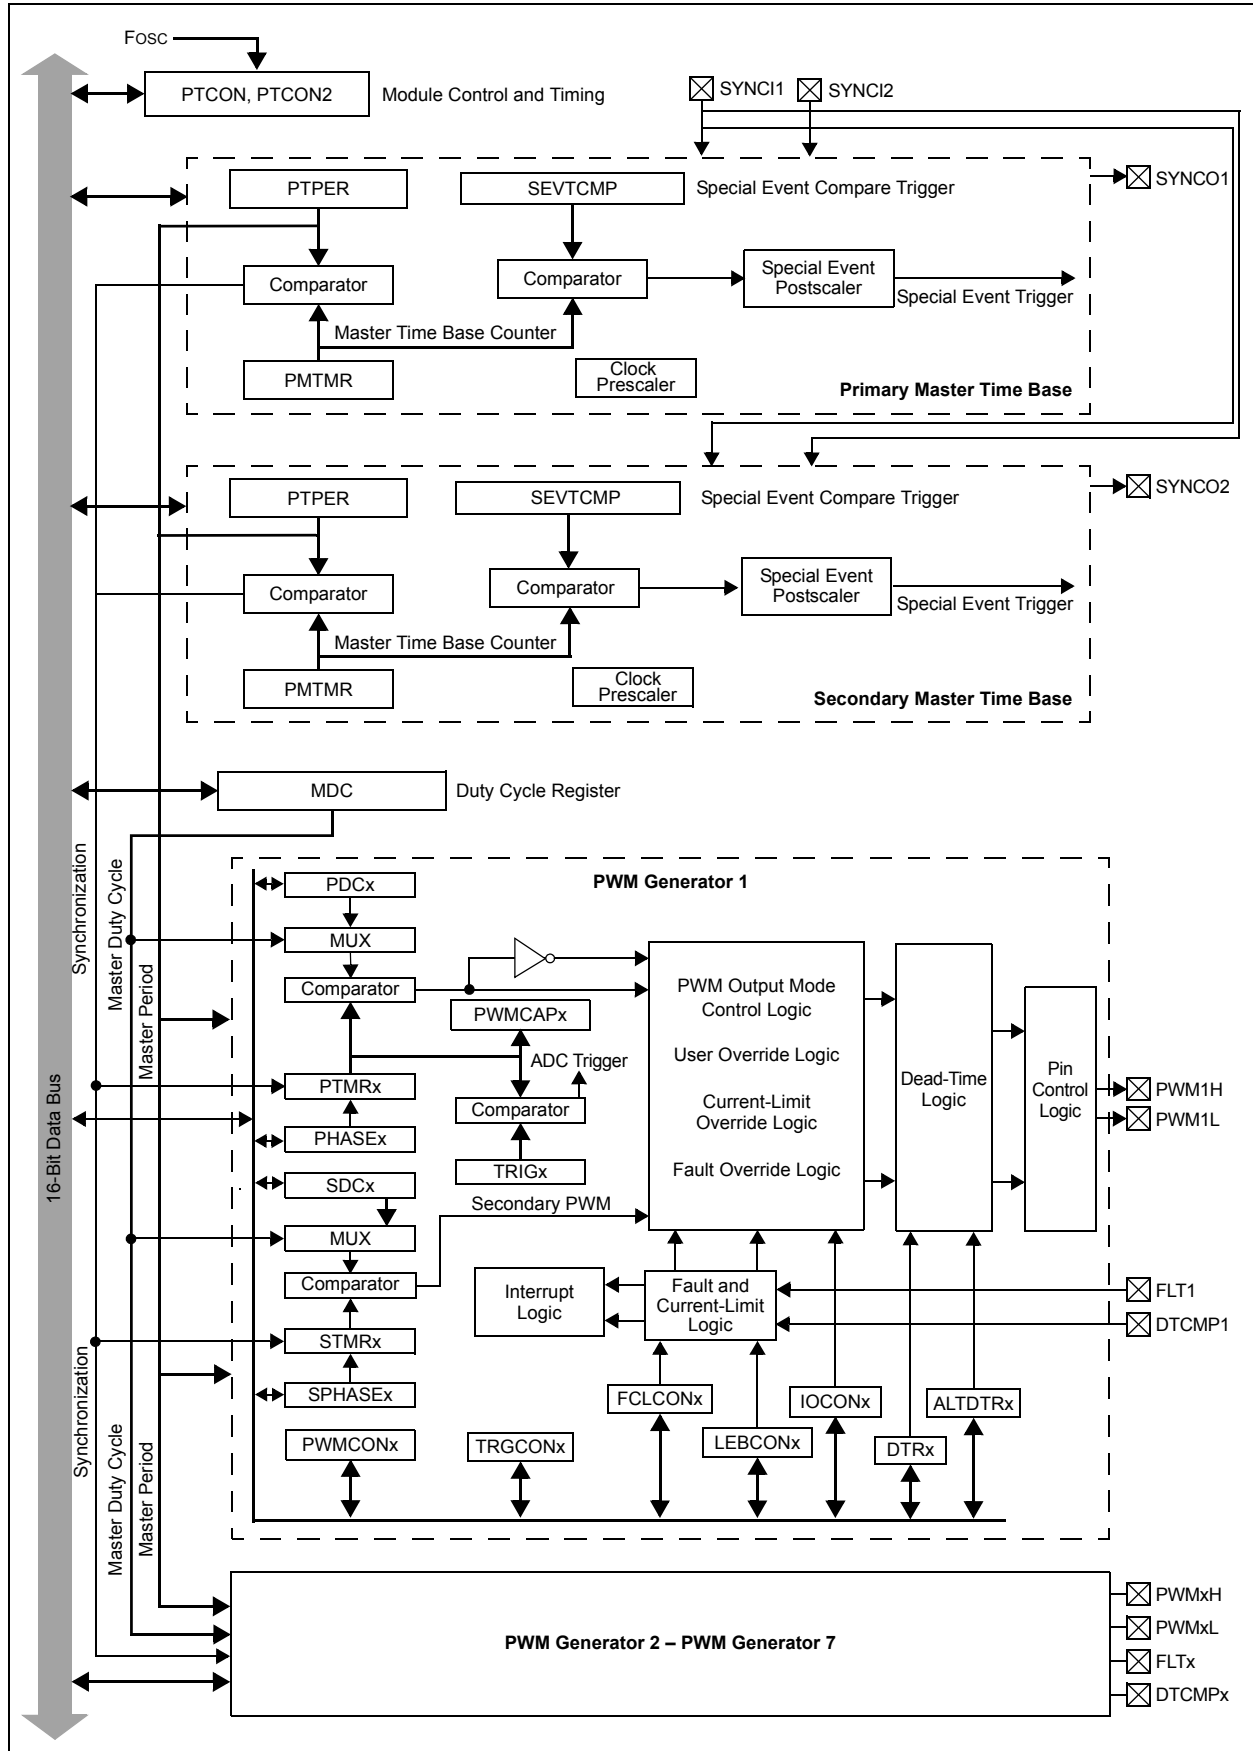 FOSC
PTCON, PTCON2
Module Control and Timing
SYNCI1
SYNCI2
PTPER
SEVTCMP
Special Event Compare Trigger
SYNCO1
Comparator
Comparator
Special Event
Postscaler
Special Event Trigger
Master Time Base Counter
PMTMR
Clock
Prescaler
Primary Master Time Base
PTPER
SEVTCMP
Special Event Compare Trigger
SYNCO2
Comparator
Comparator
Special Event
Postscaler
Special Event Trigger
Master Time Base Counter
PMTMR
Clock
Prescaler
Secondary Master Time Base
MDC
Duty Cycle Register
16-Bit Data Bus
Synchronization
Master Duty Cycle
Master Period
PWM Generator 1
PDCx
MUX
Comparator
PWMCAPx
ADC Trigger
PTMRx
Comparator
PHASEx
TRIGx
SDCx
Secondary PWM
MUX
Comparator
STMRx
SPHASEx
PWMCONx
TRGCONx
PWM Output Mode
Control Logic
User Override Logic
Current-Limit
Override Logic
Fault Override Logic
Dead-Time
Logic
Pin
Control
Logic
PWM1H
PWM1L
Interrupt
Logic
Fault and
Current-Limit
Logic
FLT1
DTCMP1
FCLCONx
LEBCONx
IOCONx
DTRx
ALTDTRx
Synchronization
Master Duty Cycle
Master Period
PWM Generator 2 – PWM Generator 7
PWMxH
PWMxL
FLTx
DTCMPx